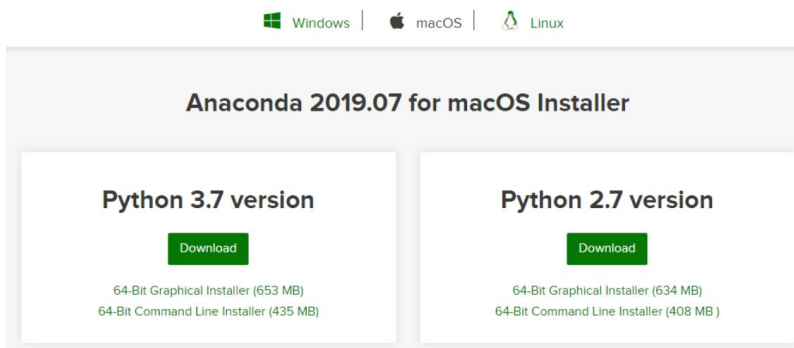 Windows | macOS | Linux
Anaconda 2019.07 for macOS Installer
Python 3.7 version
Download
64-Bit Graphical Installer (653 MB)
64-Bit Command Line Installer (435 MB)
Python 2.7 version
Download
64-Bit Graphical Installer (634 MB)
64-Bit Command Line Installer (408 MB )